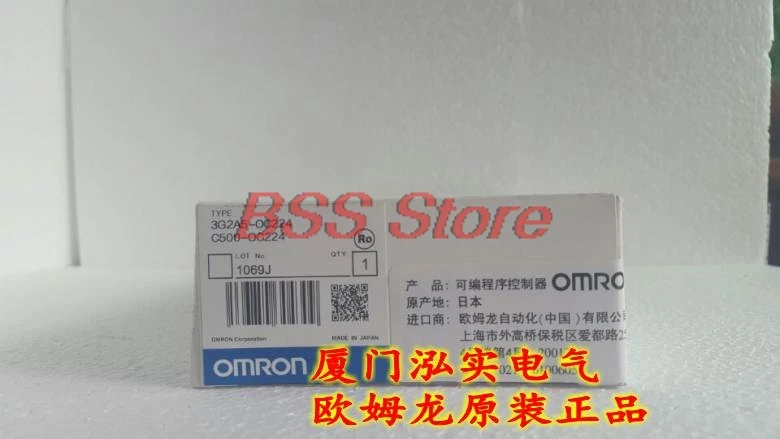 TYPE
3G2A5-OC224
C500-OC224
BSS Store
Ro
LOT No.
QTY.
1069J
1
OMRON Corporation
MADE IN JAPAN
OMRON
产 品: 可编程序控制器 OMRO
原产地: 日本
进口商: 欧姆龙自动化(中国)有限公司
上海市外高桥保税区爱都路
厦门泓实电气
欧姆龙原装正品